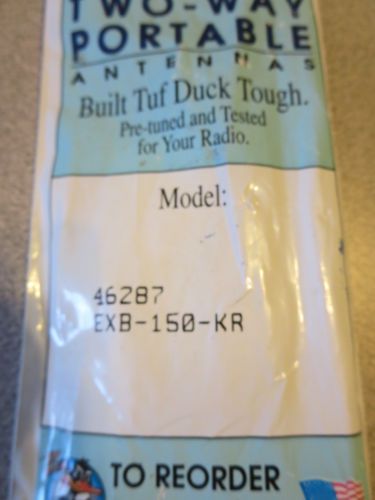 TWO-WAY
PORTABLE
ANTENNAS
Built Tuf Duck Tough.
Pre-tuned and Tested
for Your Radio.
Model:
46287
EXB-150-KR
TO REORDER